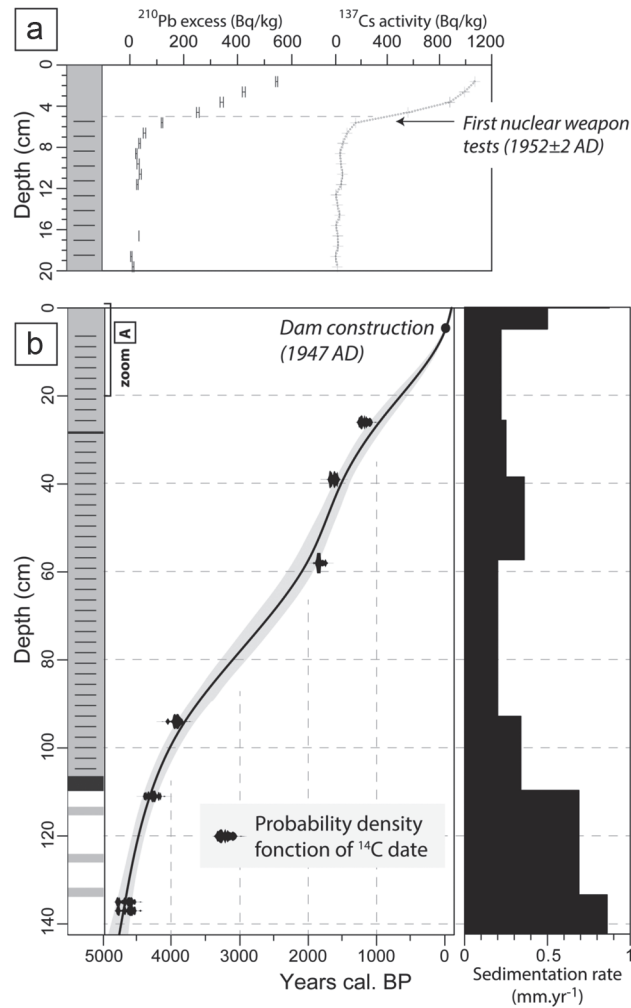 a
²¹⁰Pb excess (Bq/kg)
¹³⁷Cs activity (Bq/kg)
0 200 400 600
0 400 800 1200
Depth (cm)
0
4
8
12
16
20
First nuclear weapon
tests (1952±2 AD)
b
zoom A
Dam construction
(1947 AD)
Depth (cm)
0
20
40
60
80
100
120
140
Probability density
fonction of ¹⁴C date
5000 4000 3000 2000 1000 0
Years cal. BP
0 0.5 1
Sedimentation rate
(mm.yr⁻¹)